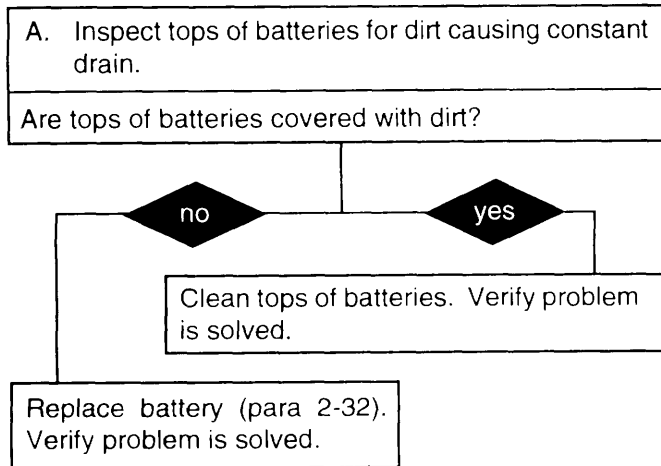 A. Inspect tops of batteries for dirt causing constant
drain.
Are tops of batteries covered with dirt?
no
yes
Clean tops of batteries. Verify problem
is solved.
Replace battery (para 2-32).
Verify problem is solved.